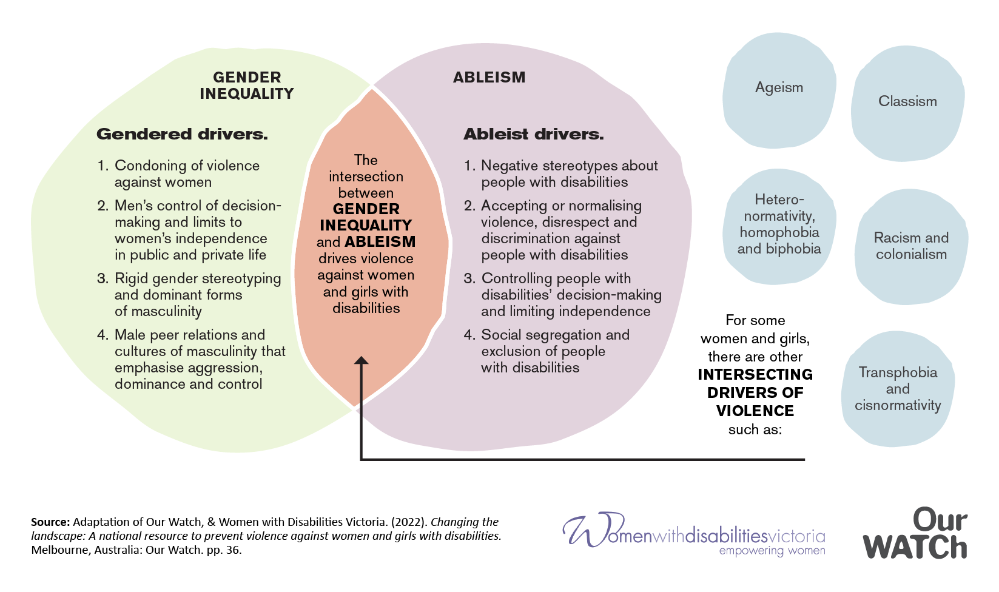 GENDER
INEQUALITY
Gendered drivers.
1. Condoning of violence
against women
2. Men's control of decision-
making and limits to
women's independence
in public and private life
3. Rigid gender stereotyping
and dominant forms
of masculinity
4. Male peer relations and
cultures of masculinity that
emphasise aggression,
dominance and control
The
intersection
between
GENDER
INEQUALITY
and ABLEISM
drives violence
against women
and girls with
disabilities
ABLEISM
Ableist drivers.
1. Negative stereotypes about
people with disabilities
2. Accepting or normalising
violence, disrespect and
discrimination against
people with disabilities
3. Controlling people with
disabilities' decision-making
and limiting independence
4. Social segregation and
exclusion of people
with disabilities
For some
women and girls,
there are other
INTERSECTING
DRIVERS OF
VIOLENCE
such as:
Ageism
Classism
Hetero-
normativity,
homophobia
and biphobia
Racism and
colonialism
Transphobia
and
cisnormativity
Source: Adaptation of Our Watch, & Women with Disabilities Victoria. (2022). Changing the
landscape: A national resource to prevent violence against women and girls with disabilities.
Melbourne, Australia: Our Watch. pp. 36.
Womenwithdisabilitiesvictoria
empowering women
Our
WATCh